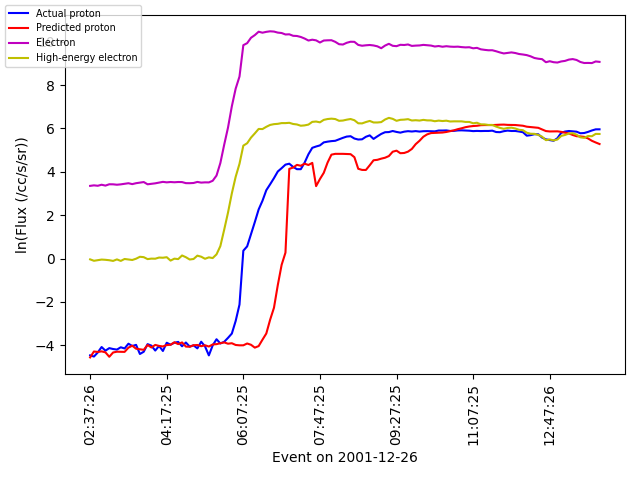 Actual proton
Predicted proton
Electron
High-energy electron
8
6
4
2
0
−2
−4
ln(Flux (/cc/s/sr))
02:37:26
04:17:25
06:07:25
07:47:25
09:27:25
11:07:25
12:47:26
Event on 2001-12-26